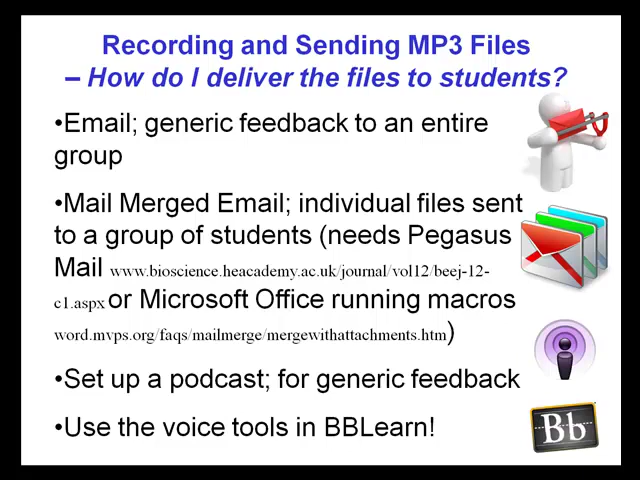 Recording and Sending MP3 Files
– How do I deliver the files to students?
•Email; generic feedback to an entire
group
•Mail Merged Email; individual files sent
to a group of students (needs Pegasus
Mail www.bioscience.heacademy.ac.uk/journal/vol12/beej-12-
c1.aspx or Microsoft Office running macros
word.mvps.org/faqs/mailmerge/mergewithattachments.htm)
•Set up a podcast; for generic feedback
•Use the voice tools in BBLearn!
Bb